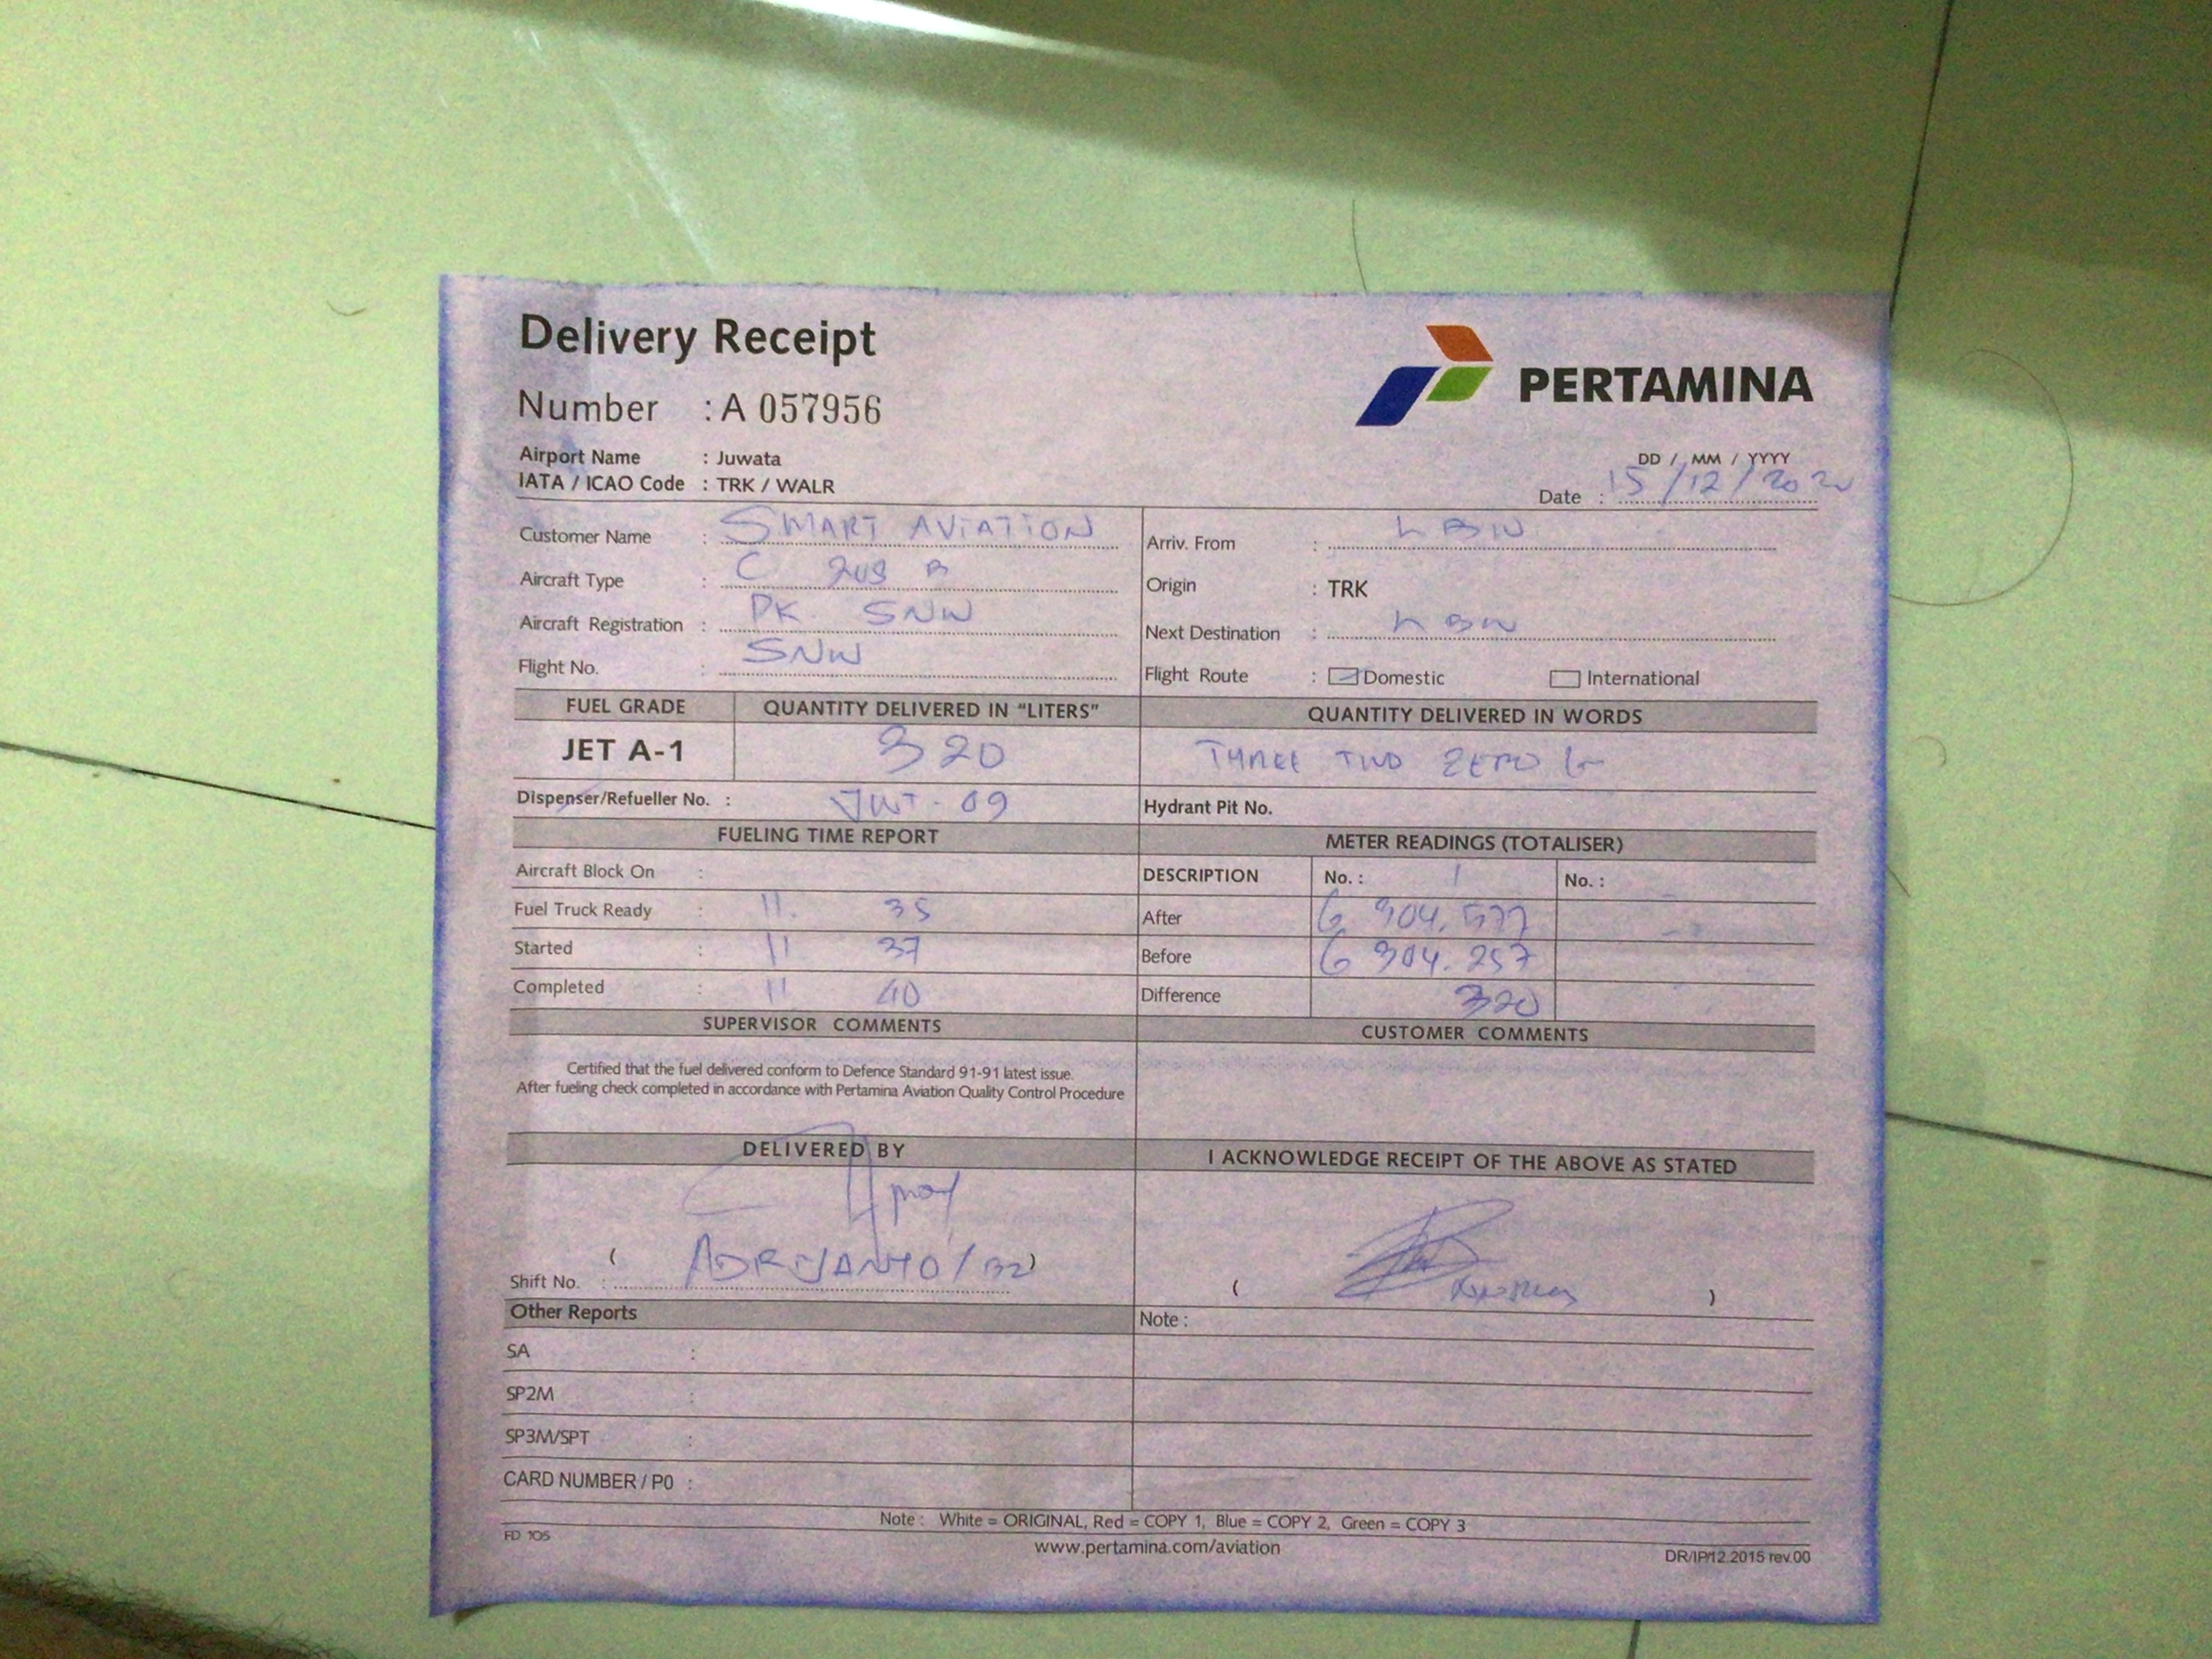 Delivery Receipt
PERTAMINA
Number : A 057956
Airport Name : Juwata
IATA / ICAO Code : TRK / WALR
DD / MM / YYYY
Date : 15/12/2020
Customer Name : SMART AVIATION
Arriv. From : LBW
Aircraft Type : C 208 B
Origin : TRK
Aircraft Registration : PK SNW
Next Destination : LBW
Flight No. : SNW
Flight Route : Domestic International
FUEL GRADE QUANTITY DELIVERED IN "LITERS" QUANTITY DELIVERED IN WORDS
JET A-1 320 THREE TWO ZERO
Dispenser/Refueller No. : JWT - 09
Hydrant Pit No.
FUELING TIME REPORT METER READINGS (TOTALISER)
Aircraft Block On :
DESCRIPTION No. : 1 No. :
Fuel Truck Ready : 11. 35
After 6 304.577
Started : 11 37
Before 6 304.257
Completed : 11 40
Difference 320
SUPERVISOR COMMENTS CUSTOMER COMMENTS
Certified that the fuel delivered conform to Defence Standard 91-91 latest issue.
After fueling check completed in accordance with Pertamina Aviation Quality Control Procedure
DELIVERED BY I ACKNOWLEDGE RECEIPT OF THE ABOVE AS STATED
Shift No. : ( )
( )
Other Reports Note :
SA :
SP2M :
SP3M/SPT :
CARD NUMBER / P0 :
Note : White = ORIGINAL, Red = COPY 1, Blue = COPY 2, Green = COPY 3
FD 105
www.pertamina.com/aviation
DR/IP/12.2015 rev.00